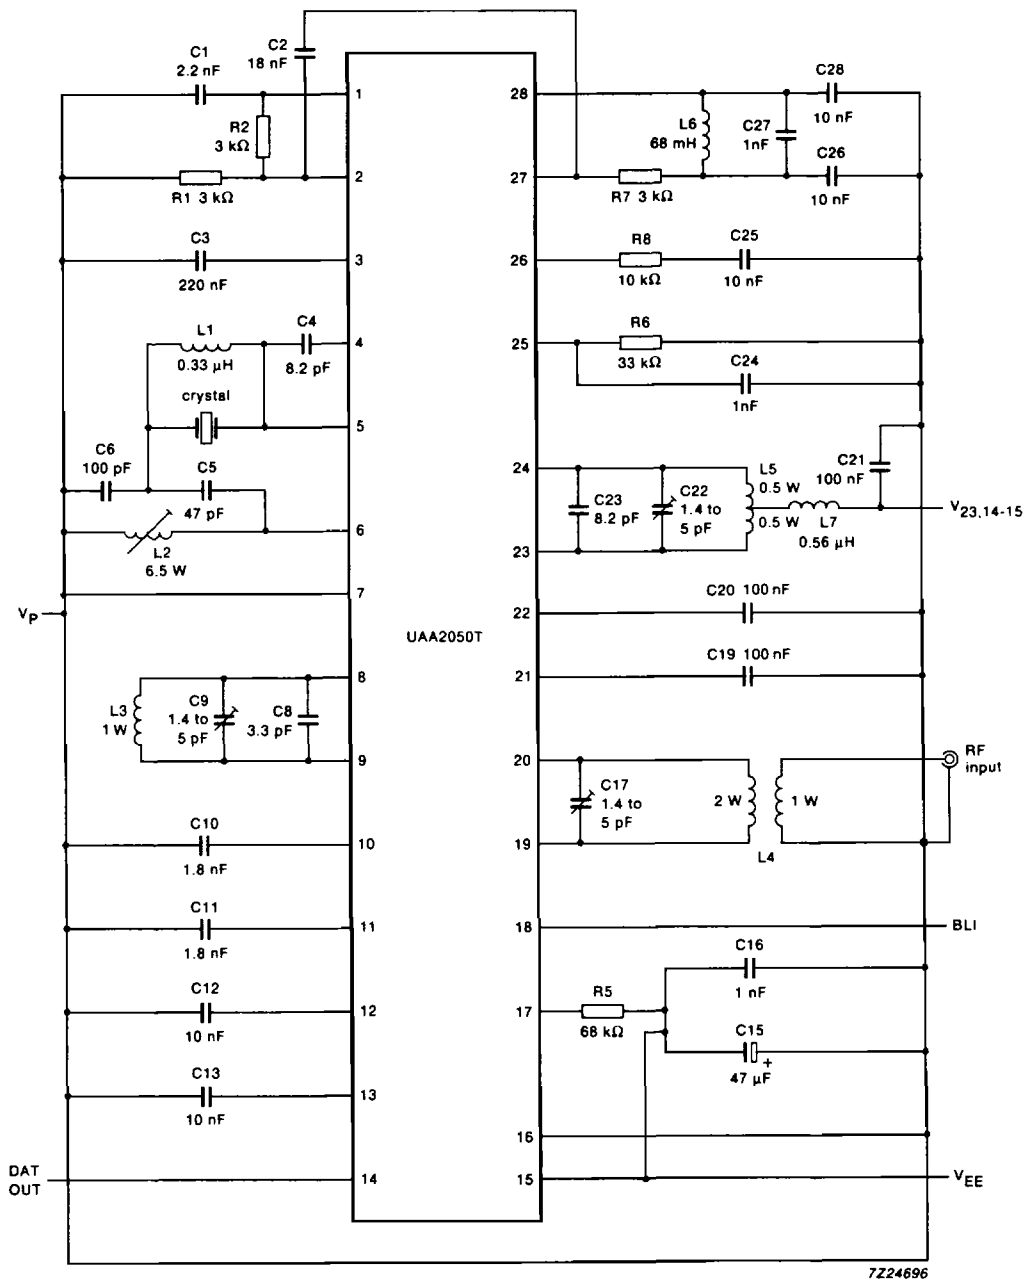 C1
2.2 nF
C2
18 nF
1
R2
3 kΩ
2
R1 3 kΩ
C3
3
220 nF
L1
C4
4
0.33 µH
8.2 pF
crystal
5
C6
100 pF
C5
47 pF
6
L2
6.5 W
7
VP
UAA2050T
8
L3
1 W
C9
1.4 to
5 pF
C8
3.3 pF
9
C10
10
1.8 nF
C11
11
1.8 nF
C12
12
10 nF
C13
13
10 nF
DAT
OUT
14
28
C28
10 nF
L6
68 mH
C27
1nF
C26
27
R7 3 kΩ
10 nF
R8
C25
26
10 kΩ
10 nF
R6
25
33 kΩ
C24
1nF
24
C23
8.2 pF
C22
1.4 to
5 pF
L5
0.5 W
0.5 W
C21
100 nF
L7
0.56 µH
V23,14-15
23
C20 100 nF
22
C19 100 nF
21
20
C17
1.4 to
5 pF
2 W
1 W
L4
RF
input
19
18
BLI
C16
1 nF
R5
17
68 kΩ
C15
+
47 µF
16
15
VEE
7Z24696